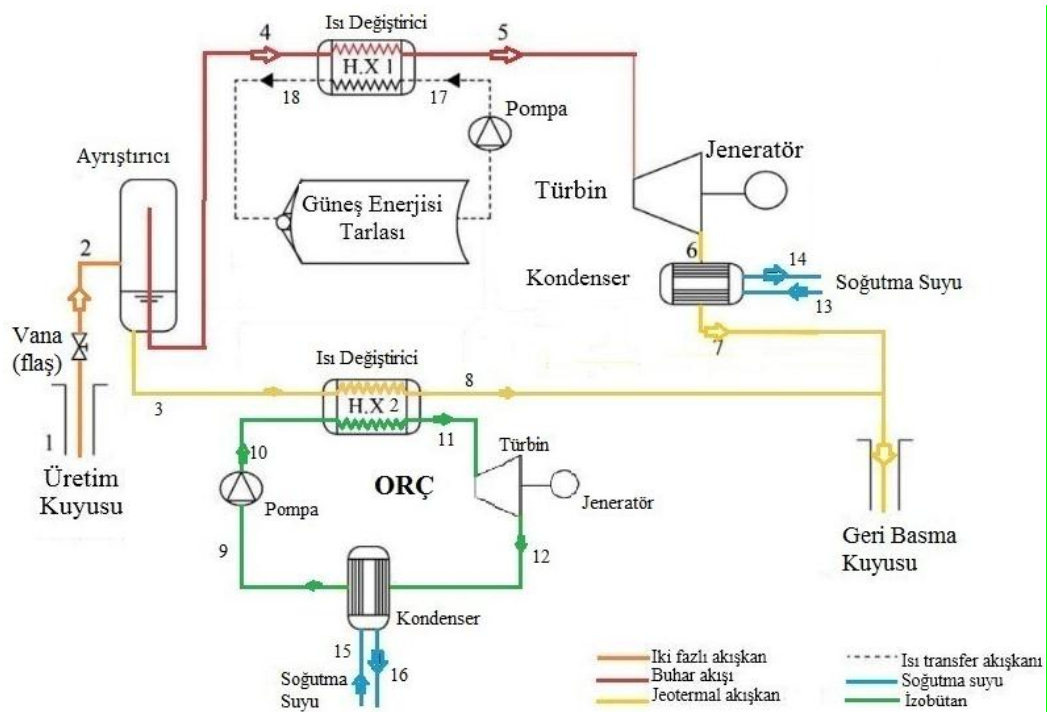 Isı Değiştirici
4
5
H.X 1
18
17
Pompa
Ayrıştırıcı
Jeneratör
Türbin
Güneş Enerjisi
Tarlası
2
6
14
Kondenser
Soğutma Suyu
13
Vana
(flaş)
7
Isı Değiştirici
3
8
H.X 2
1
10
11
Türbin
Üretim
Kuyusu
ORÇ
Pompa
Jeneratör
9
12
Geri Basma
Kuyusu
Kondenser
15
16
Soğutma
Suyu
İki fazlı akışkan
Buhar akışı
Jeotermal akışkan
Isı transfer akışkanı
Soğutma suyu
İzobütan